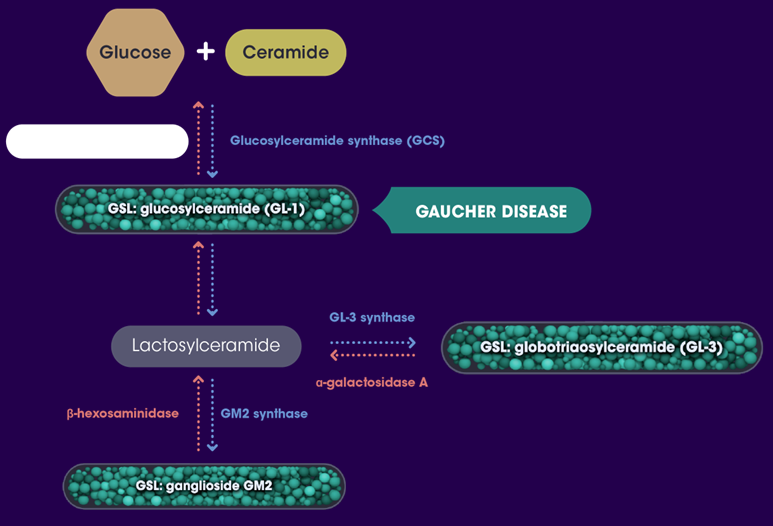 Glucose
+
Ceramide
Glucosylceramide synthase (GCS)
GSL: glucosylceramide (GL-1)
GAUCHER DISEASE
GL-3 synthase
Lactosylceramide
GSL: globotriaosylceramide (GL-3)
α-galactosidase A
β-hexosaminidase
GM2 synthase
GSL: ganglioside GM2